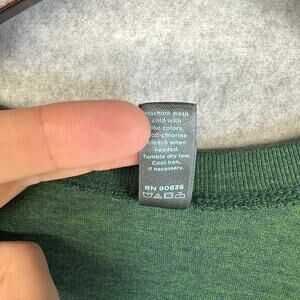 Machine wash
cold with
like colors,
non-chlorine
bleach when
needed.
Tumble dry low.
Cool iron,
if necessary.
RN 90836